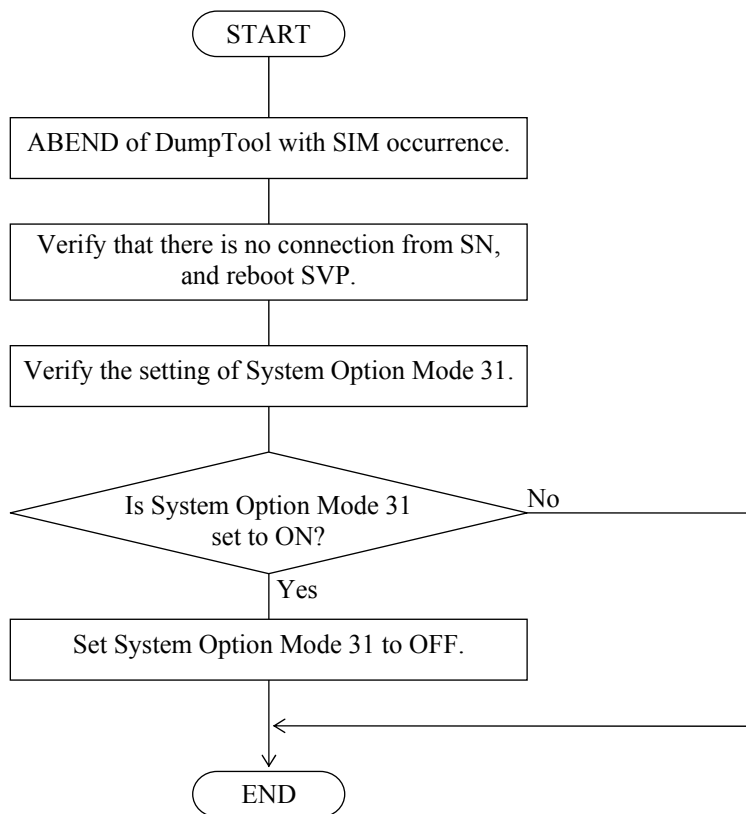 START
ABEND of DumpTool with SIM occurrence.
Verify that there is no connection from SN,
and reboot SVP.
Verify the setting of System Option Mode 31.
Is System Option Mode 31
set to ON?
No
Yes
Set System Option Mode 31 to OFF.
END